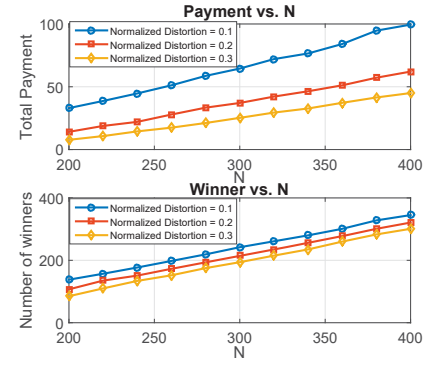 Payment vs. N
Total Payment
100
50
0
Normalized Distortion = 0.1
Normalized Distortion = 0.2
Normalized Distortion = 0.3
200 250 300 350 400
N
Winner vs. N
Number of winners
400
200
0
Normalized Distortion = 0.1
Normalized Distortion = 0.2
Normalized Distortion = 0.3
200 250 300 350 400
N